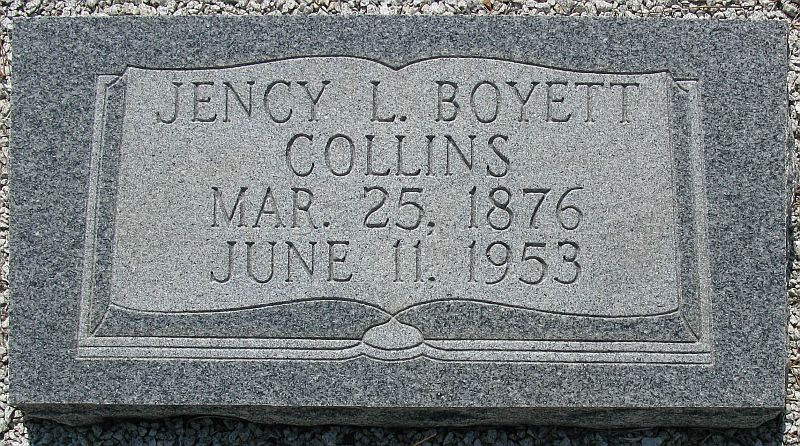 JENCY L. BOYETT
COLLINS
MAR. 25, 1876
JUNE 11. 1953